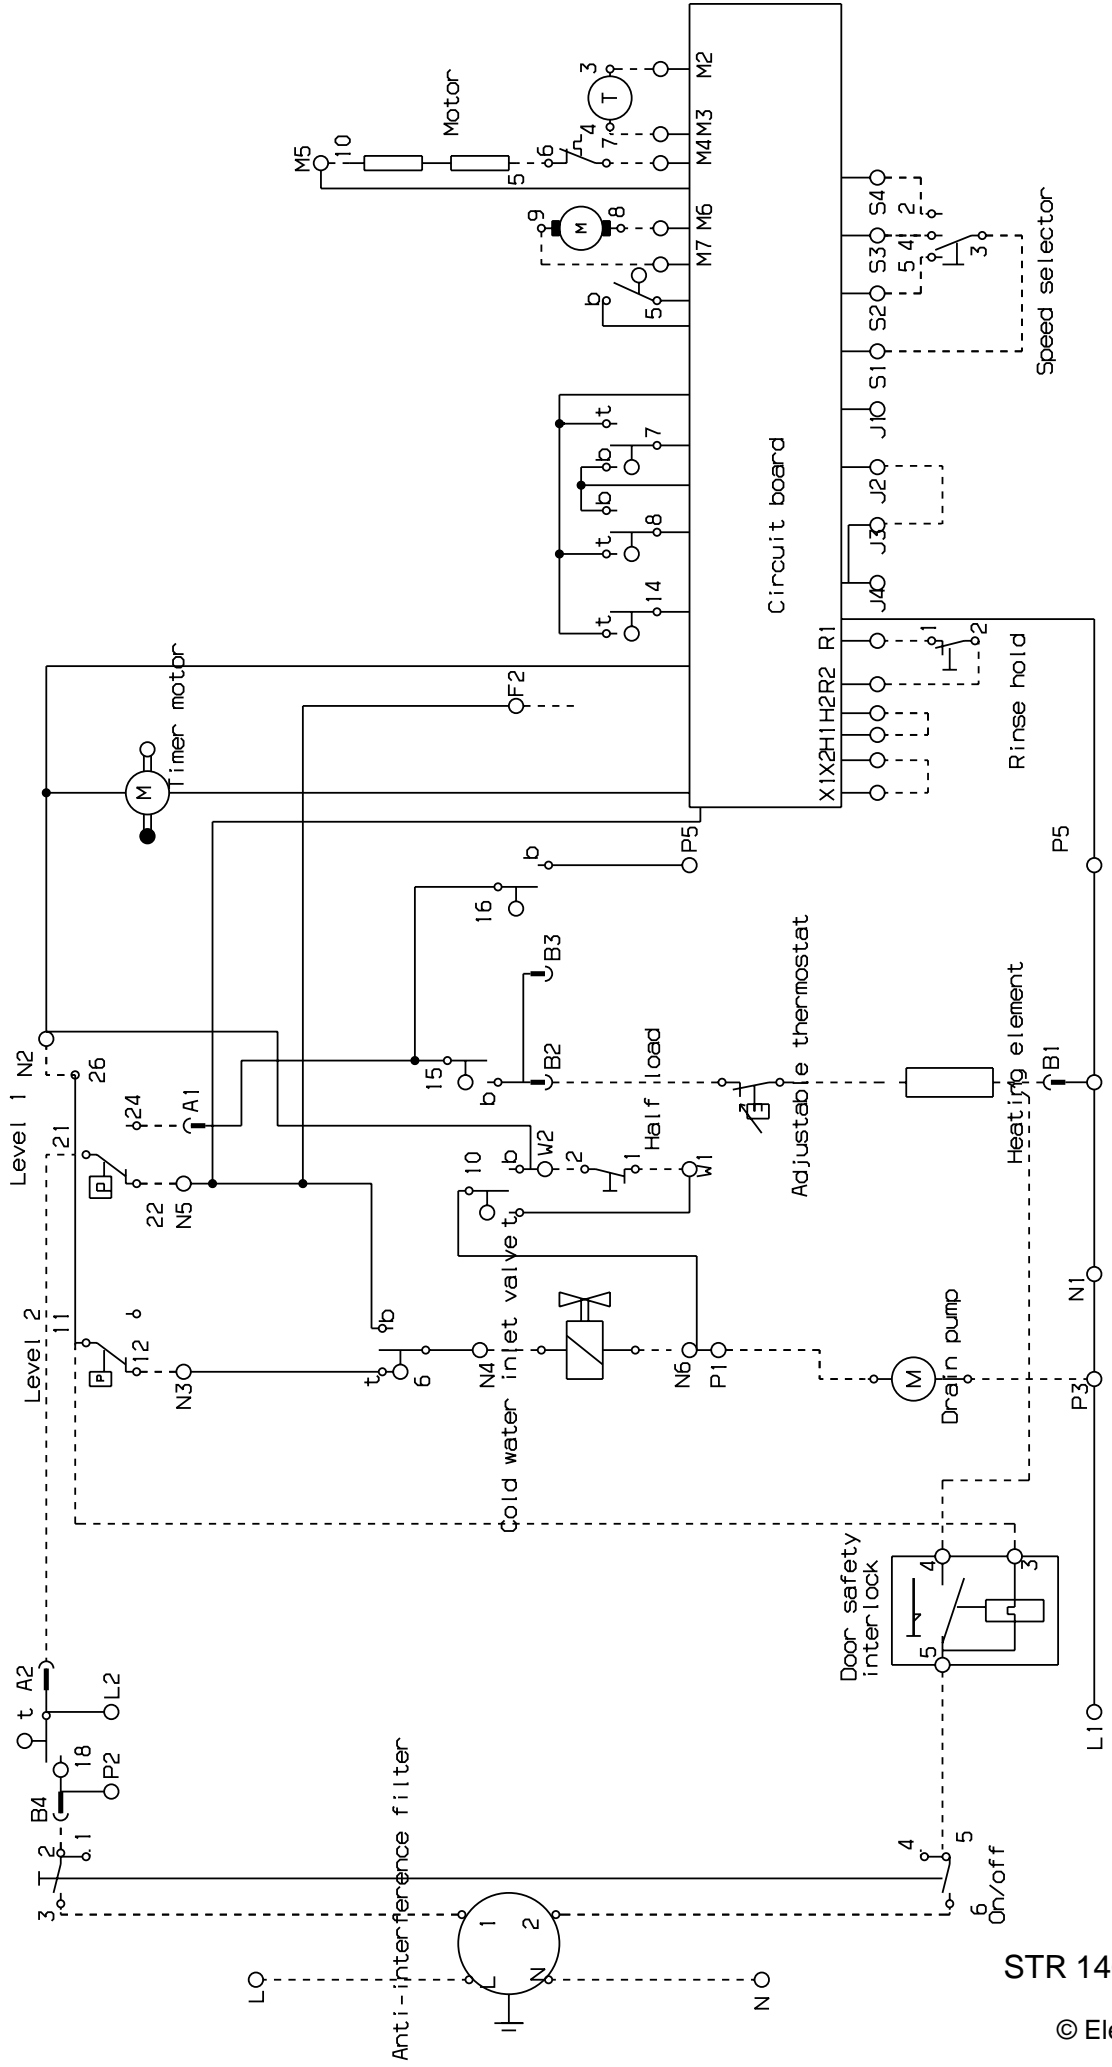 M5
10
Motor
5
6
4
7
3
T
M2
M3
M4
9
M
8
M6
M7
b
5
t
7
b
b
8
t
14
t
Circuit board
S4
S3
S2
S1
J1
J2
J3
J4
2
4
5
3
Speed selector
R1
R2
H2
H1
X2
X1
1
2
Rinse hold
Timer motor
M
F2
P5
b
16
P5
N2
26
Level 1
21
24
A1
P
22
N5
15
b
B3
B2
Half load
Adjustable thermostat
Heating element
B1
10
b
W2
2
1
W1
t
Level 2
11
P
12
N3
b
t
6
N4
Cold water inlet valve
N6
P1
M
Drain pump
N1
P3
Door safety
interlock
4
3
5
L1
A2
t
L2
18
P2
B4
2
1
3
Anti-interference filter
1
2
L
N
L
N
4
5
6
On/off
STR 14
© Ele